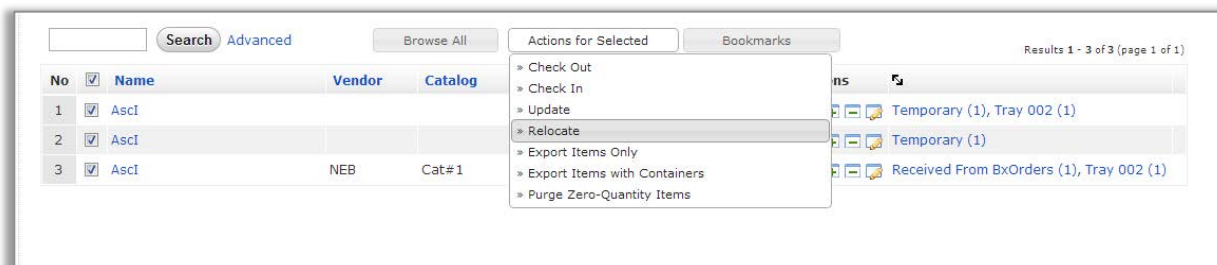 Search Advanced Browse All Actions for Selected Bookmarks
Results 1 - 3 of 3 (page 1 of 1)
No Name Vendor Catalog
» Check Out
» Check In
1 AscI Temporary (1), Tray 002 (1)
» Update
» Relocate
2 AscI Temporary (1)
» Export Items Only
3 AscI NEB Cat#1 Received From BxOrders (1), Tray 002 (1)
» Export Items with Containers
» Purge Zero-Quantity Items